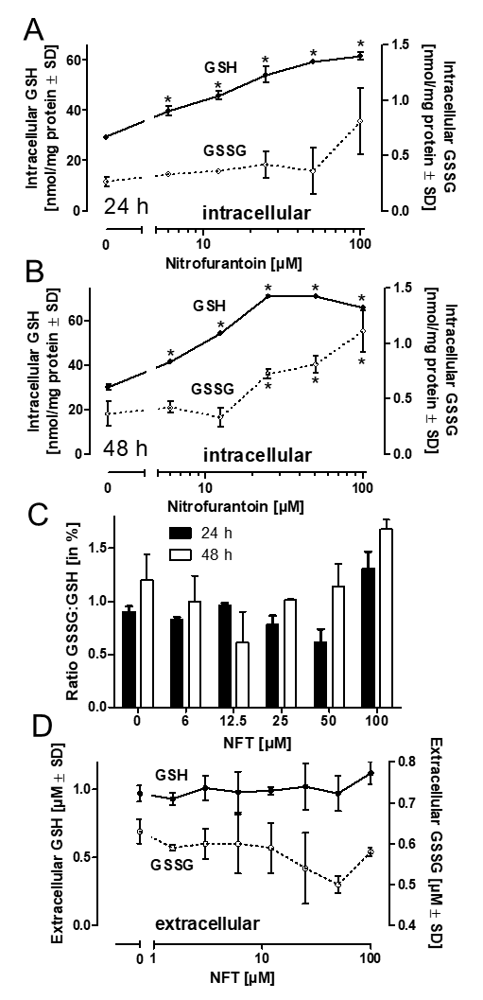 A
Intracellular GSH
[nmol/mg protein ± SD]
60
40
20
0
GSH
* * * * *
GSSG
24 h
intracellular
1.5
1.0
0.5
0.0
Intracellular GSSG
[nmol/mg protein ± SD]
0 10 100
Nitrofurantoin [µM]
B
Intracellular GSH
[nmol/mg protein ± SD]
60
40
20
0
GSH
* * * * *
GSSG
* * *
48 h
intracellular
1.5
1.0
0.5
0.0
Intracellular GSSG
[nmol/mg protein ± SD]
0 10 100
Nitrofurantoin [µM]
C
Ratio GSSG:GSH [in %]
1.5
1.0
0.5
0.0
24 h
48 h
0 6 12.5 25 50 100
NFT [µM]
D
Extracellular GSH [µM ± SD]
1.0
0.5
0.0
GSH
GSSG
extracellular
0.8
0.7
0.6
0.5
0.4
Extracellular GSSG [µM ± SD]
0 1 10 100
NFT [µM]